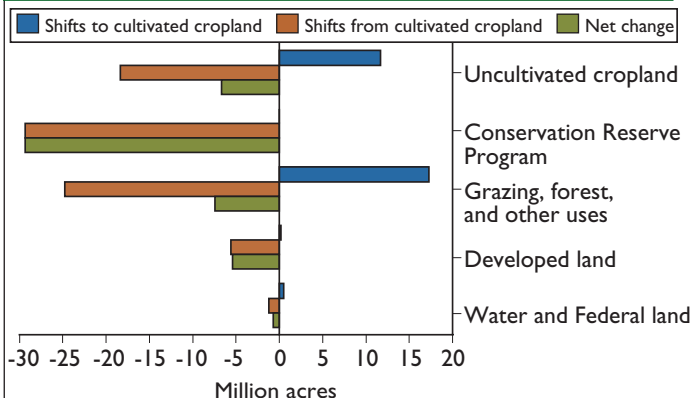 Shifts to cultivated cropland Shifts from cultivated cropland Net change
Uncultivated cropland
Conservation Reserve
Program
Grazing, forest,
and other uses
Developed land
Water and Federal land
-30 -25 -20 -15 -10 -5 0 5 10 15 20
Million acres